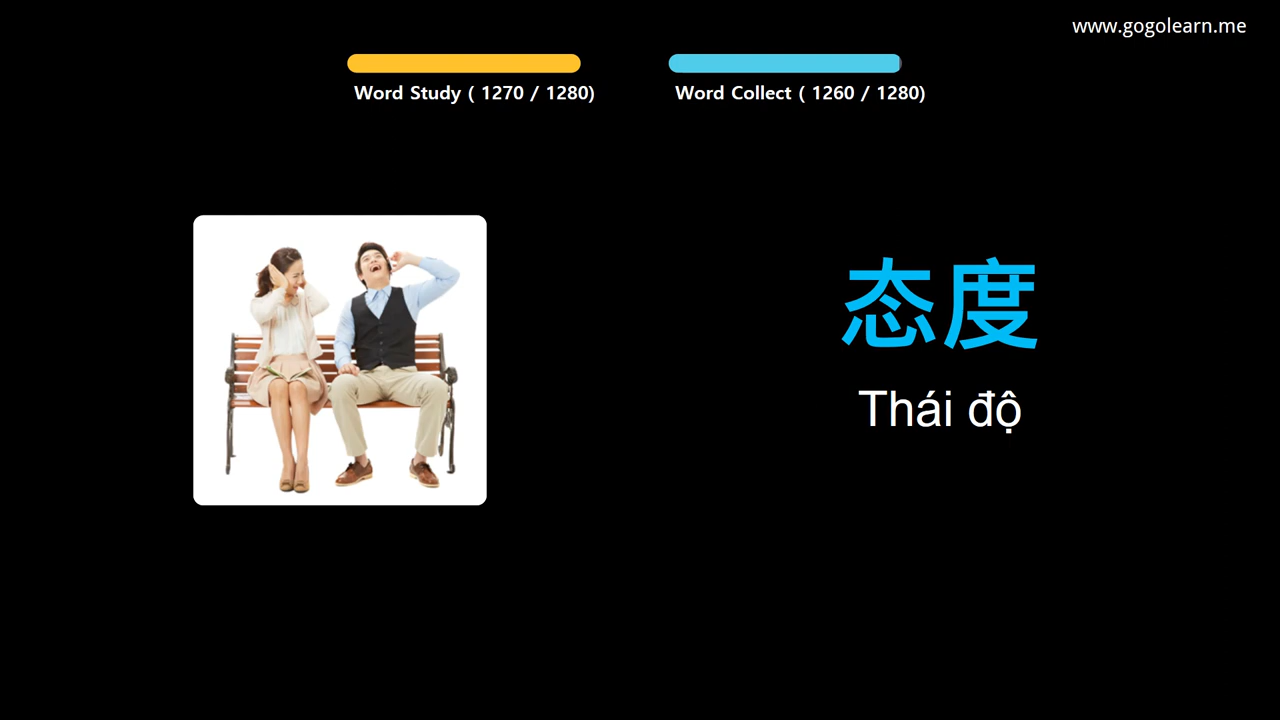 www.gogolearn.me
Word Study ( 1270 / 1280)
Word Collect ( 1260 / 1280)
态度
Thái độ